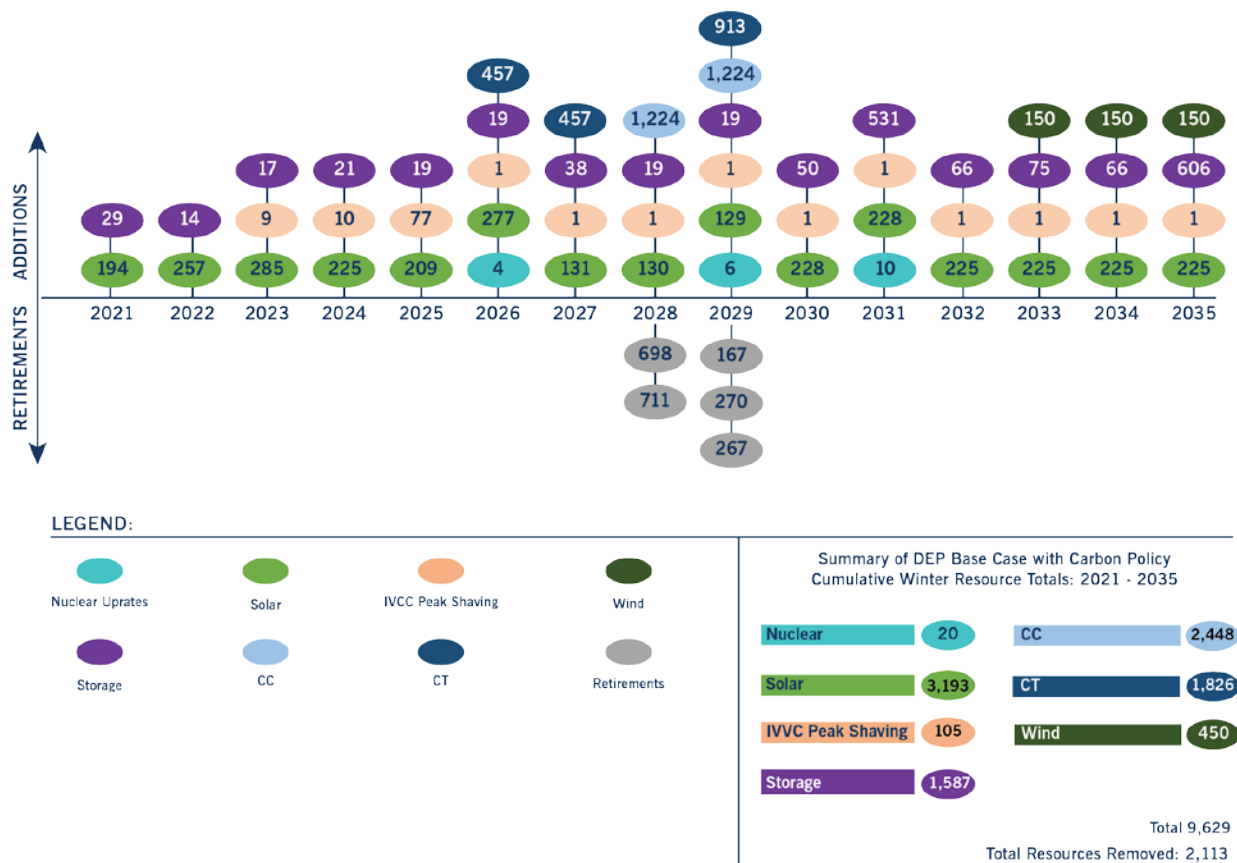 913
457 1,224
19 457 1,224 19 531 150 150 150
17 21 19 1 38 19 1 50 1 66 75 66 606
29 14 9 10 77 277 1 1 129 1 228 1 1 1 1
194 257 285 225 209 4 131 130 6 228 10 225 225 225 225
ADDITIONS
2021 2022 2023 2024 2025 2026 2027 2028 2029 2030 2031 2032 2033 2034 2035
RETIREMENTS
698 167
711 270
267
LEGEND:
Nuclear Uprates Solar IVCC Peak Shaving Wind
Storage CC CT Retirements
Summary of DEP Base Case with Carbon Policy
Cumulative Winter Resource Totals: 2021 - 2035
Nuclear 20 CC 2,448
Solar 3,193 CT 1,826
IVVC Peak Shaving 105 Wind 450
Storage 1,587
Total 9,629
Total Resources Removed: 2,113